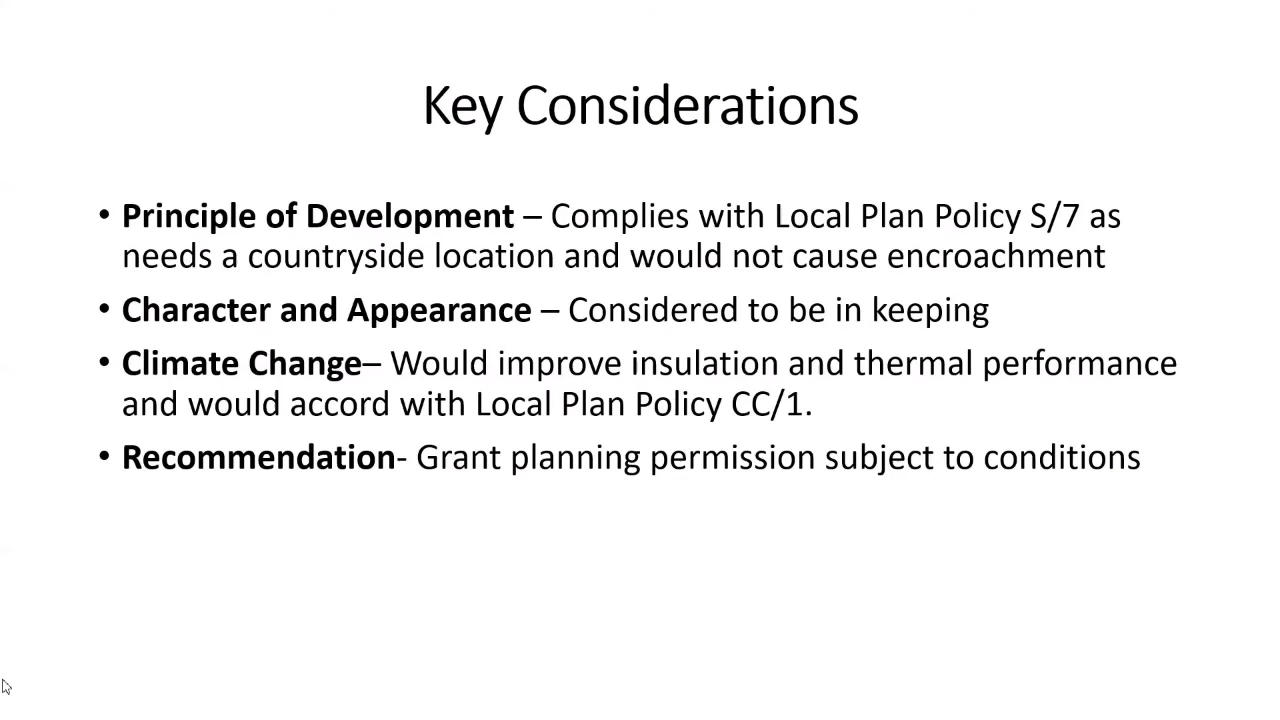 Key Considerations
• Principle of Development – Complies with Local Plan Policy S/7 as
needs a countryside location and would not cause encroachment
• Character and Appearance – Considered to be in keeping
• Climate Change– Would improve insulation and thermal performance
and would accord with Local Plan Policy CC/1.
• Recommendation- Grant planning permission subject to conditions